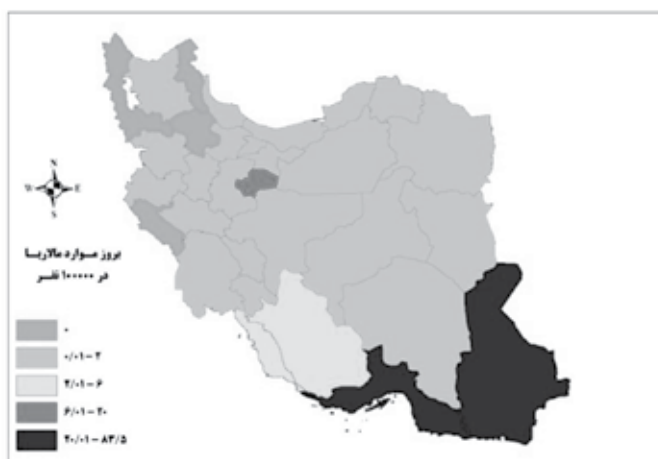 N
W E
S
بروز موارد مالاریا
در ۱۰۰۰۰۰ نفر
۰
۰/۰۱ – ۲
۲/۰۱ – ۶
۶/۰۱ – ۲۰
۲۰/۰۱ – ۸۳/۵